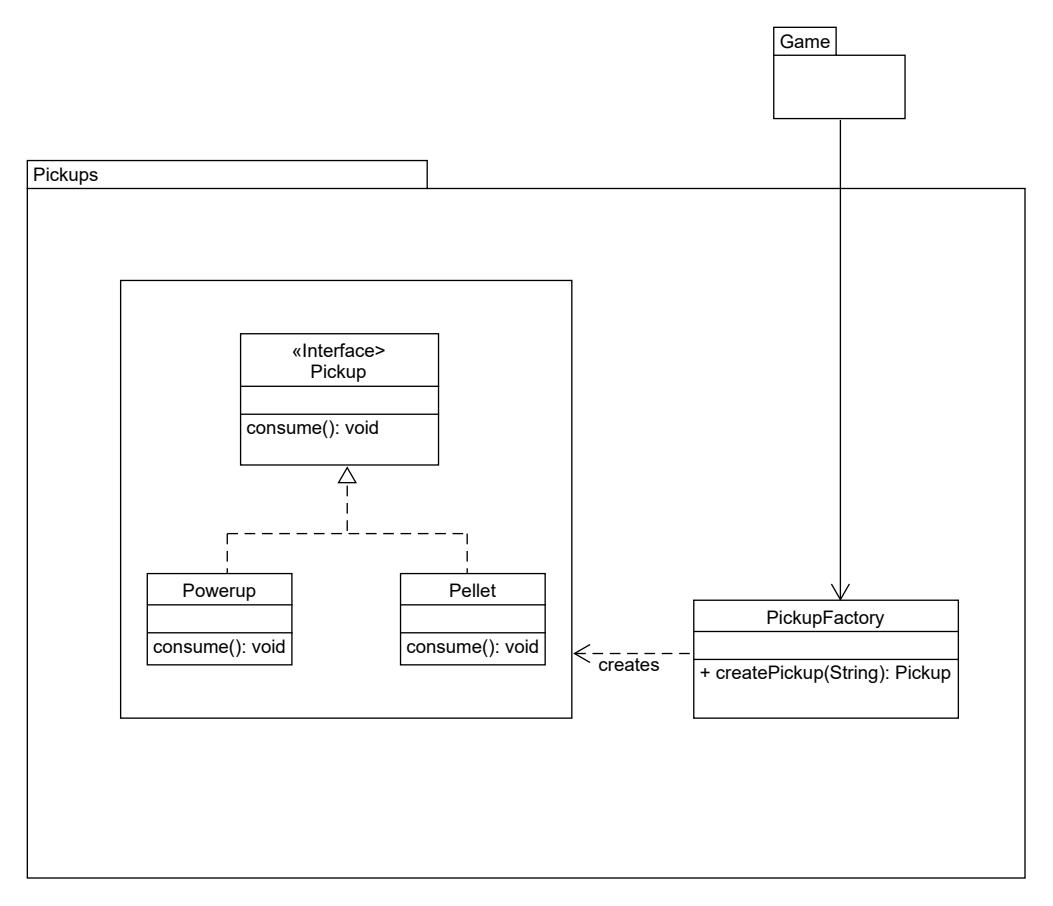 Game
Pickups
«Interface>
Pickup
consume(): void
Powerup
consume(): void
Pellet
consume(): void
creates
PickupFactory
+ createPickup(String): Pickup